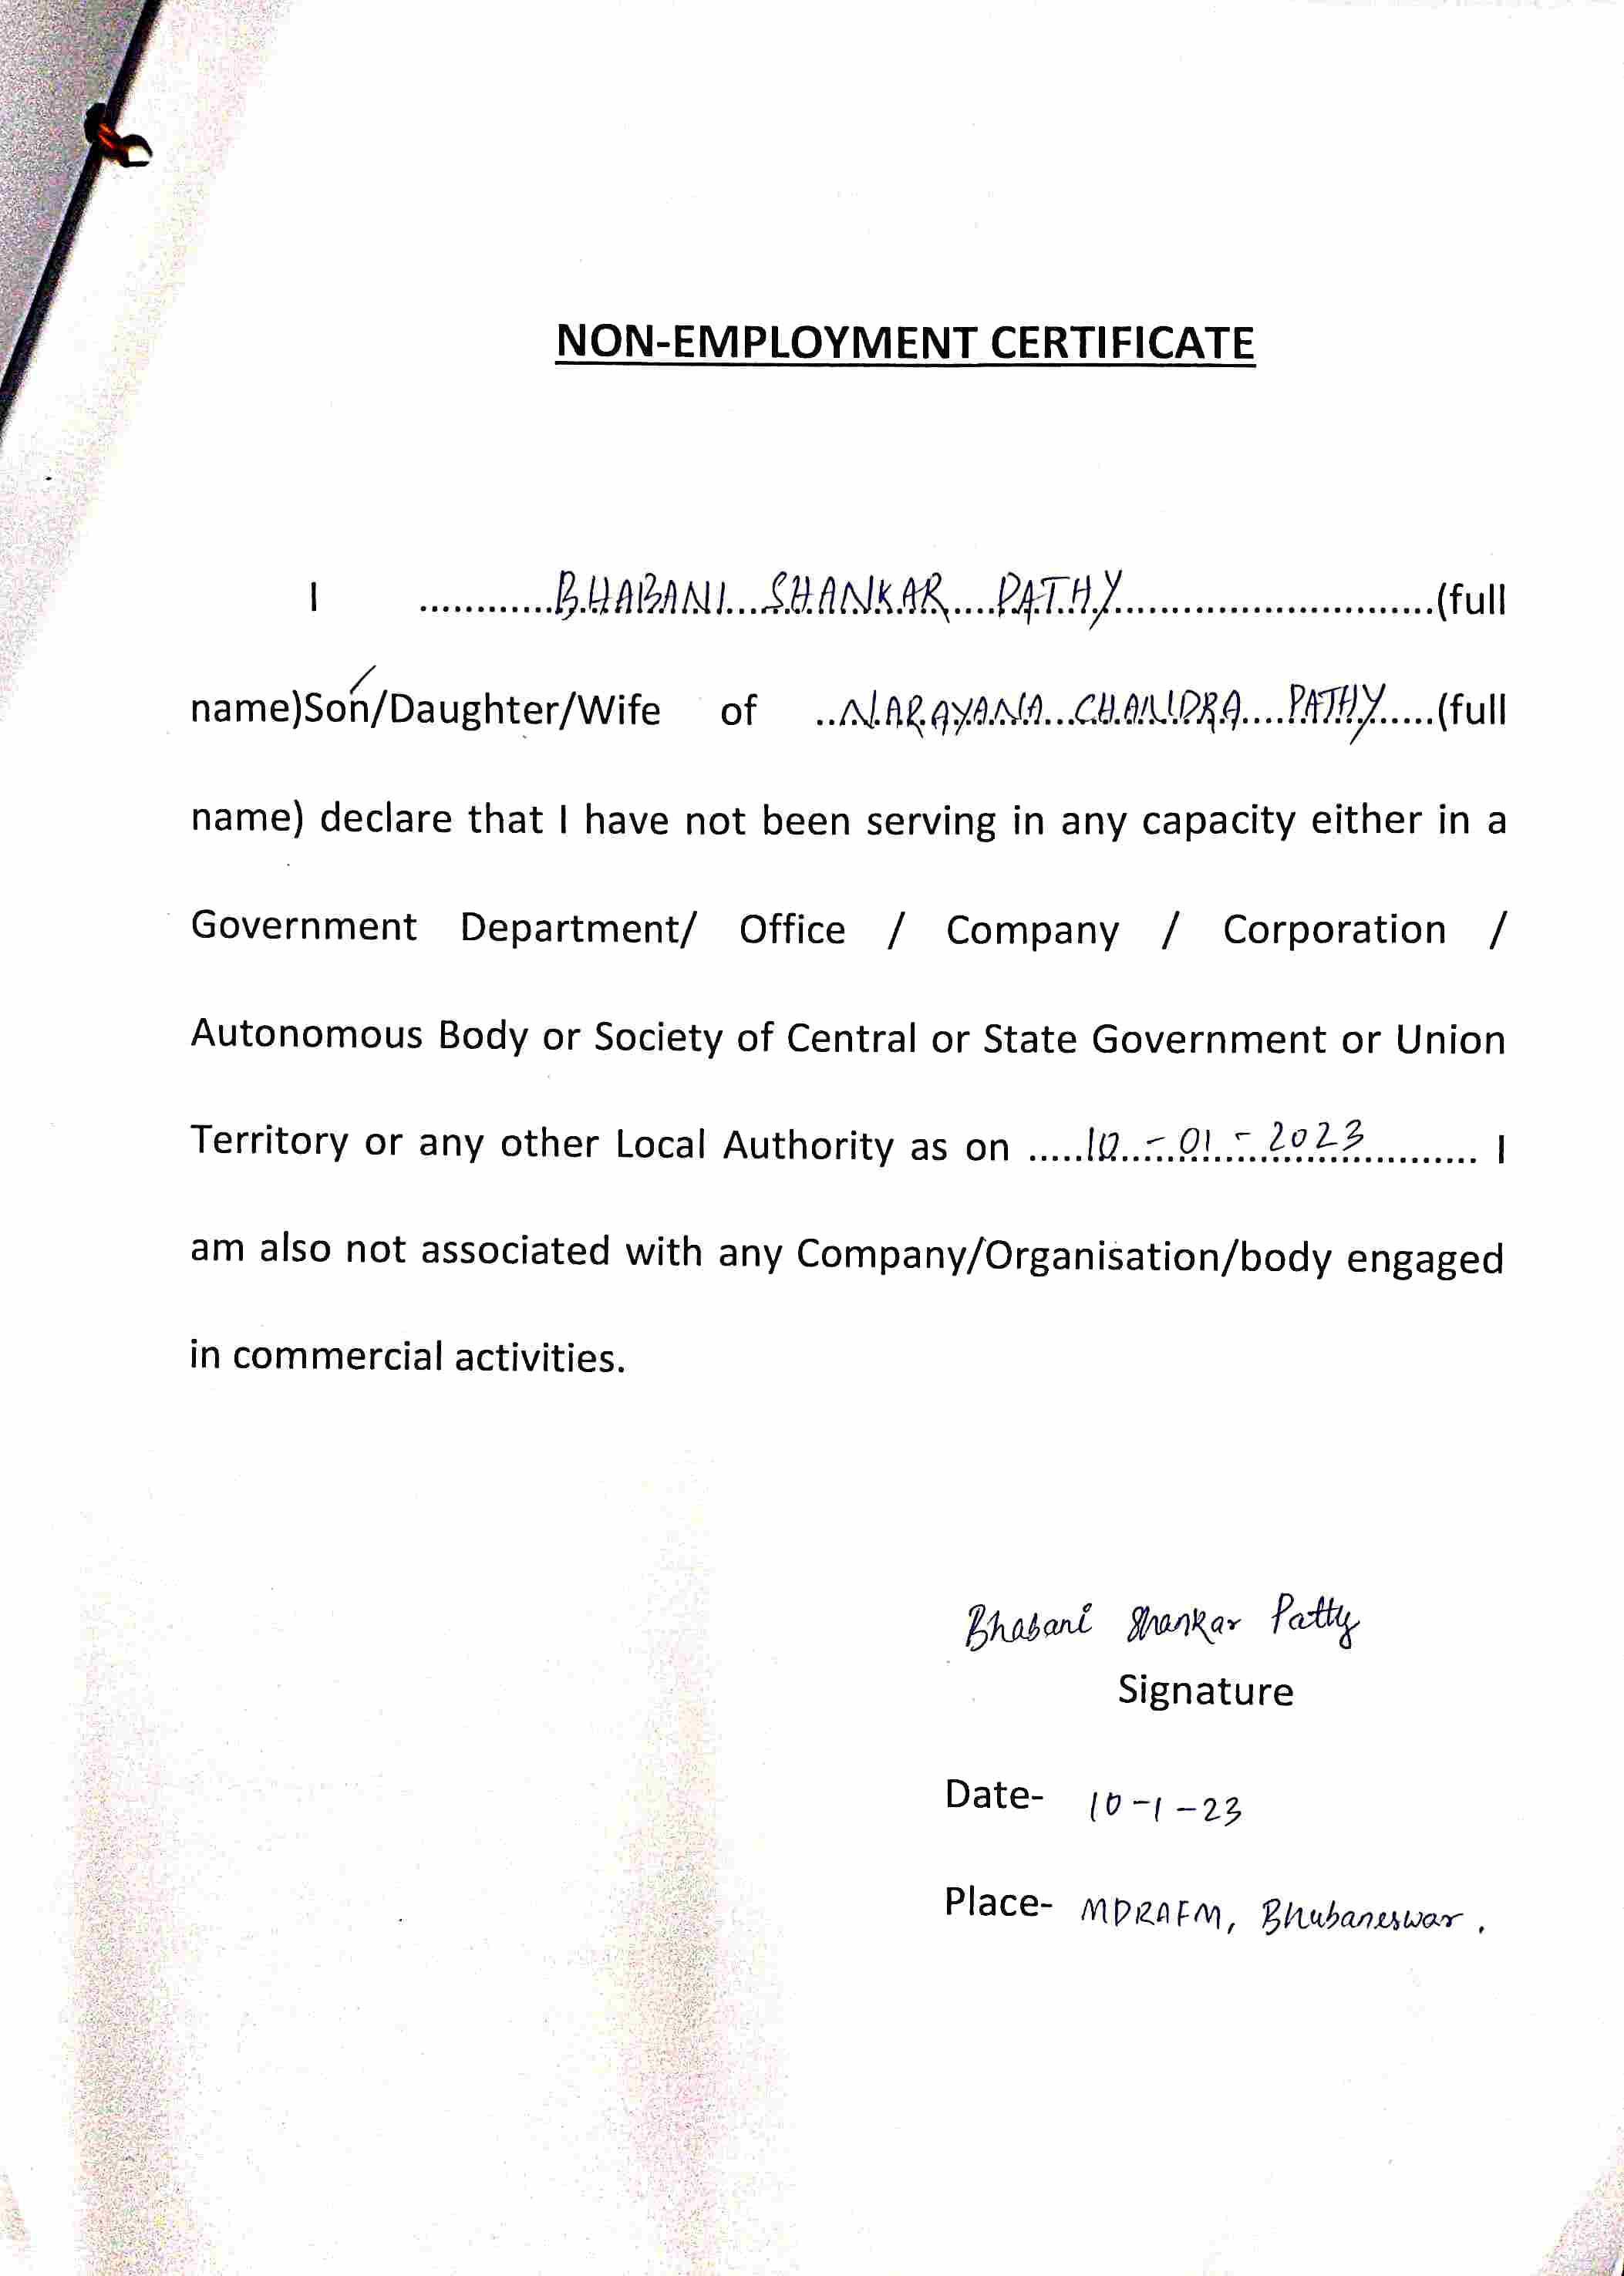 NON-EMPLOYMENT CERTIFICATE
I ............BHABANI...SHANKAR....PATHY............................(full
name)Son/Daughter/Wife of ..NARAYANA...CHANDRA....PATHY.....(full
name) declare that I have not been serving in any capacity either in a
Government Department/ Office / Company / Corporation /
Autonomous Body or Society of Central or State Government or Union
Territory or any other Local Authority as on .....10 - 01 - 2023.......... I
am also not associated with any Company/Organisation/body engaged
in commercial activities.
Bhabani Shankar Pathy
Signature
Date- 10-1-23
Place- MDRAFM, Bhubaneswar.